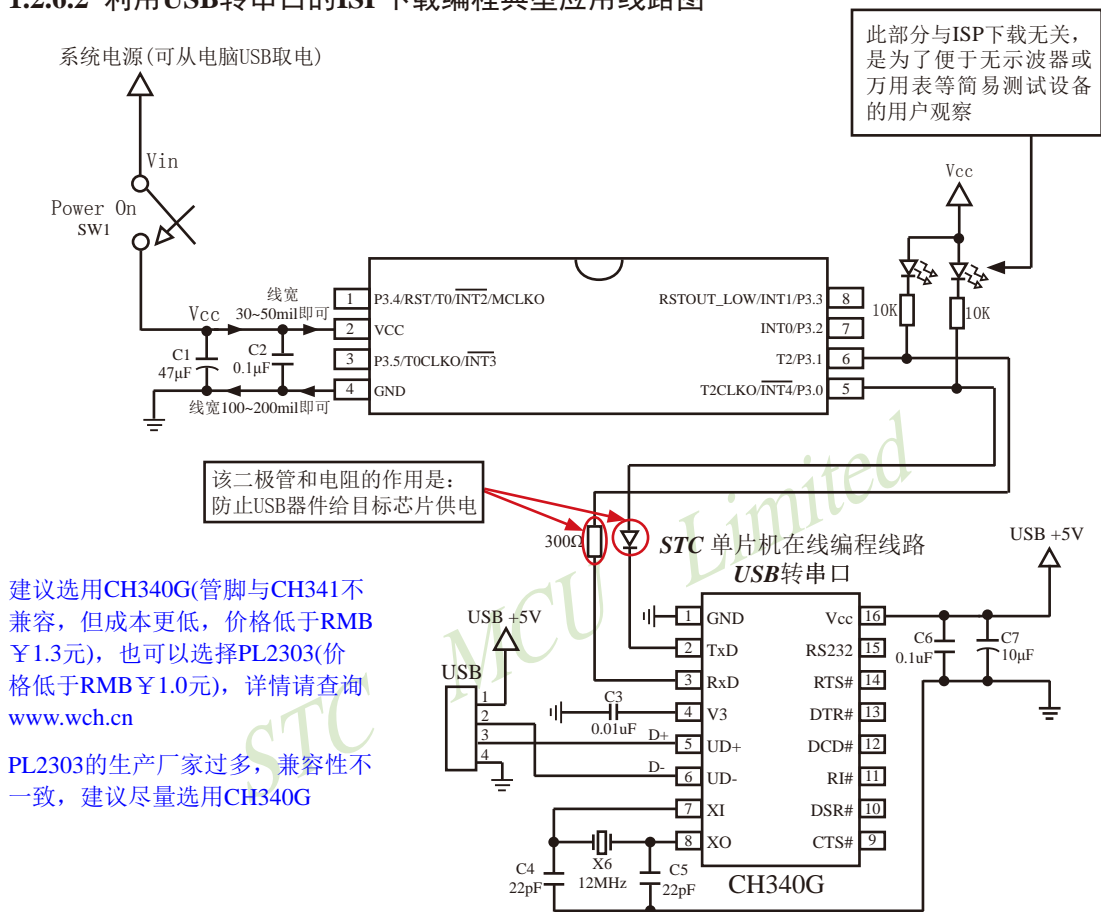 1.2.6.2 利用USB转串口的ISP下载编程典型应用线路图
此部分与ISP下载无关，
是为了便于无示波器或
万用表等简易测试设备
的用户观察
系统电源(可从电脑USB取电)
Vin
Power On
SW1
Vcc
线宽
30~50mil即可
C1
47μF
C2
0.1μF
线宽100~200mil即可
1 P3.4/RST/T0/INT2/MCLKO
2 VCC
3 P3.5/T0CLKO/INT3
4 GND
RSTOUT_LOW/INT1/P3.3 8
INT0/P3.2 7
T2/P3.1 6
T2CLKO/INT4/P3.0 5
Vcc
10K
10K
该二极管和电阻的作用是：
防止USB器件给目标芯片供电
300Ω
STC 单片机在线编程线路
USB转串口
USB +5V
建议选用CH340G(管脚与CH341不
兼容，但成本更低，价格低于RMB
￥1.3元)，也可以选择PL2303(价
格低于RMB￥1.0元)，详情请查询
www.wch.cn
PL2303的生产厂家过多，兼容性不
一致，建议尽量选用CH340G
USB +5V
USB
1
2
3
4
C3
0.01uF
D+
D-
1 GND
2 TxD
3 RxD
4 V3
5 UD+
6 UD-
7 XI
8 XO
Vcc 16
RS232 15
RTS# 14
DTR# 13
DCD# 12
RI# 11
DSR# 10
CTS# 9
C6
0.1uF
C7
10μF
C4
22pF
X6
12MHz
C5
22pF
CH340G
STC MCU Limited